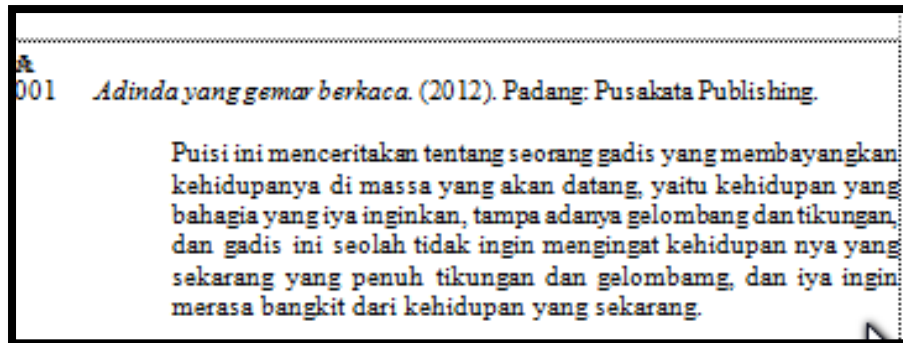 A
001 Adinda yang gemar berkaca. (2012). Padang: Pusakata Publishing.
Puisi ini menceritakan tentang seorang gadis yang membayangkan
kehidupanya di massa yang akan datang, yaitu kehidupan yang
bahagia yang iya inginkan, tampa adanya gelombang dan tikungan,
dan gadis ini seolah tidak ingin mengingat kehidupan nya yang
sekarang yang penuh tikungan dan gelombamg, dan iya ingin
merasa bangkit dari kehidupan yang sekarang.